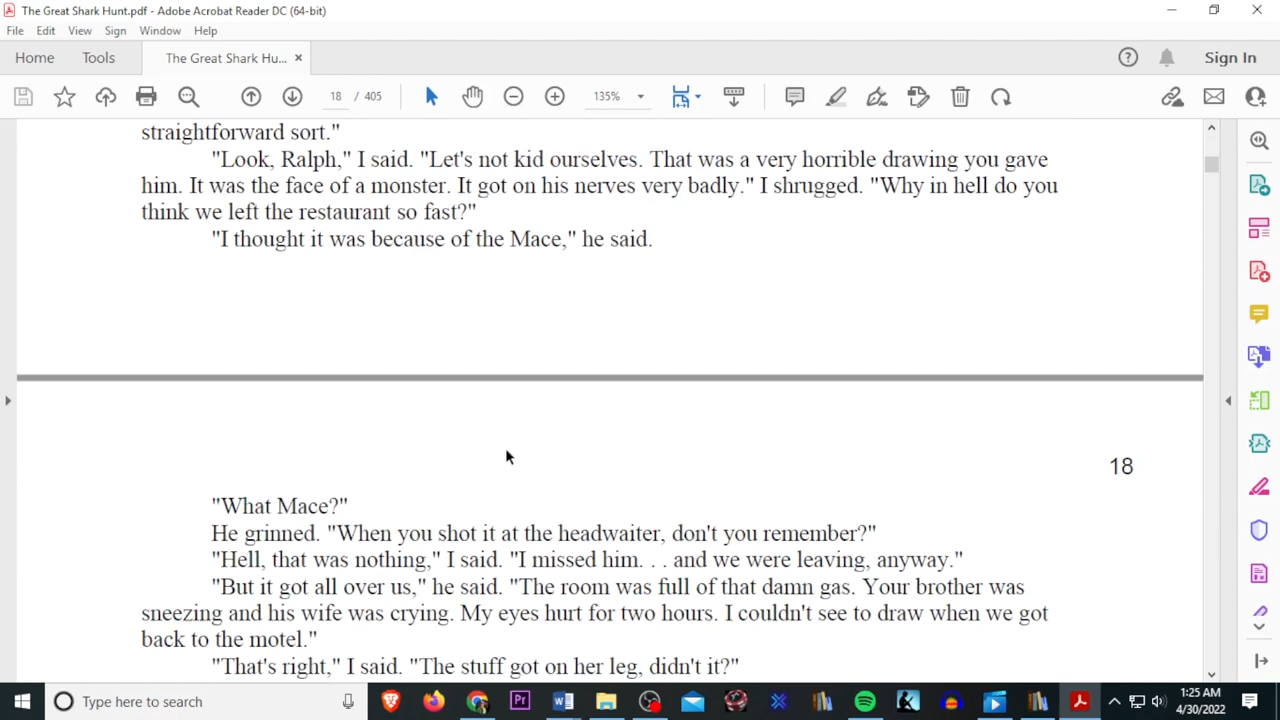 The Great Shark Hunt.pdf - Adobe Acrobat Reader DC (64-bit)
File Edit View Sign Window Help
Home Tools The Great Shark Hu... × Sign In
18 / 405 135%
straightforward sort."
"Look, Ralph," I said. "Let's not kid ourselves. That was a very horrible drawing you gave
him. It was the face of a monster. It got on his nerves very badly." I shrugged. "Why in hell do you
think we left the restaurant so fast?"
"I thought it was because of the Mace," he said.
18
"What Mace?"
He grinned. "When you shot it at the headwaiter, don't you remember?"
"Hell, that was nothing," I said. "I missed him. . . and we were leaving, anyway."
"But it got all over us," he said. "The room was full of that damn gas. Your brother was
sneezing and his wife was crying. My eyes hurt for two hours. I couldn't see to draw when we got
back to the motel."
"That's right," I said. "The stuff got on her leg, didn't it?"
Type here to search 1:25 AM
4/30/2022